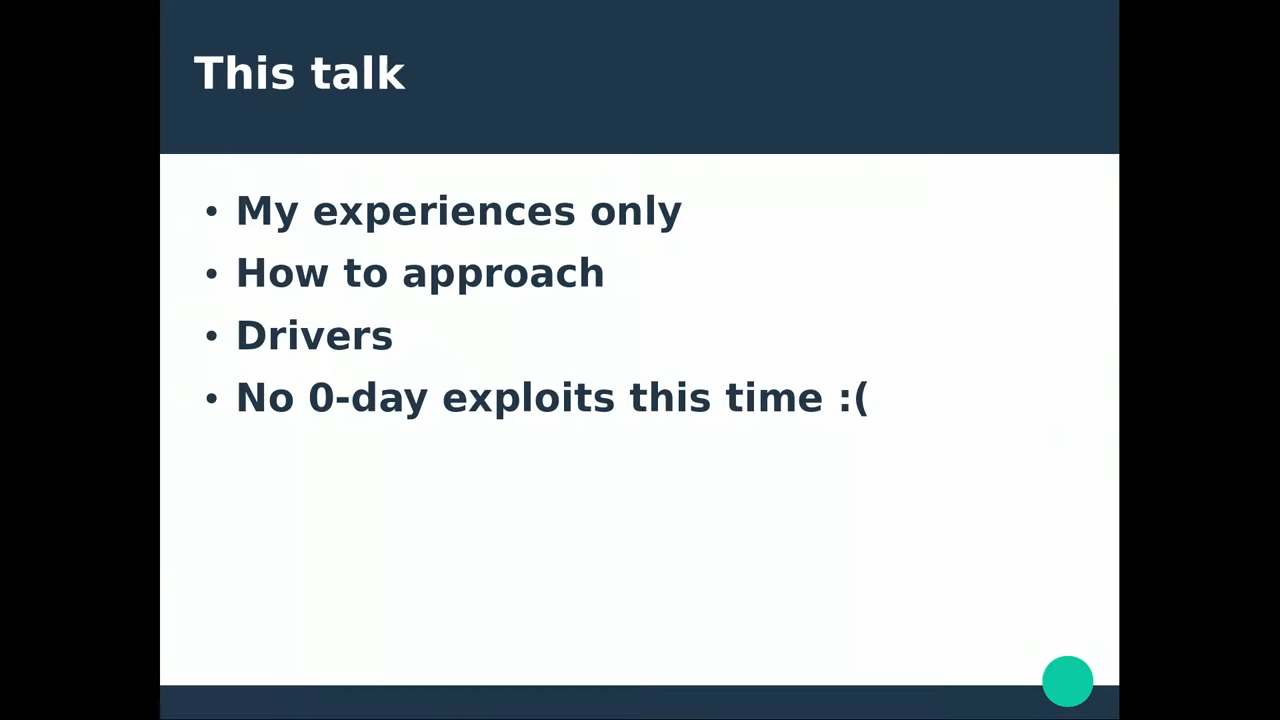 This talk
• My experiences only
• How to approach
• Drivers
• No 0-day exploits this time :(